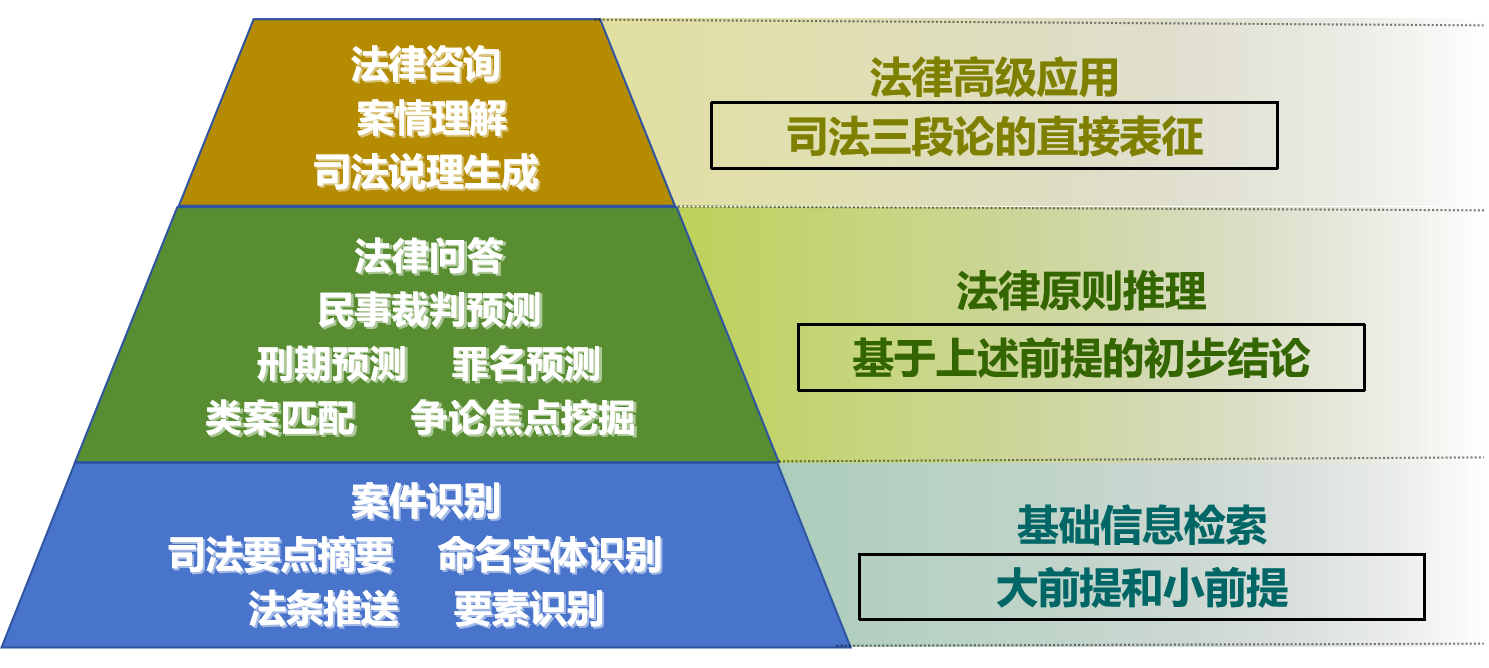 法律咨询
案情理解
司法说理生成
法律高级应用
司法三段论的直接表征
法律问答
民事裁判预测
刑期预测 罪名预测
类案匹配 争论焦点挖掘
法律原则推理
基于上述前提的初步结论
案件识别
司法要点摘要 命名实体识别
法条推送 要素识别
基础信息检索
大前提和小前提